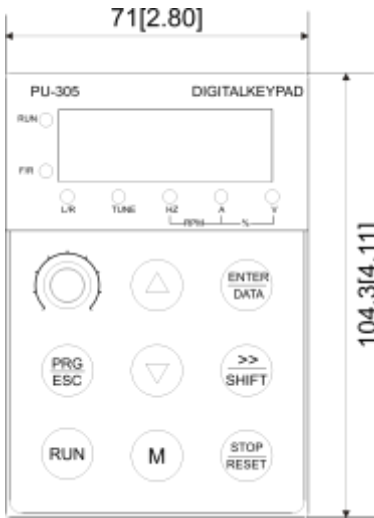 71[2.80]
PU-305 DIGITALKEYPAD
RUN
F/R
L/R TUNE HZ A V
RPM %
ENTER
DATA
PRG
ESC
>>
SHIFT
RUN
M
STOP
RESET
104.3[4.11]